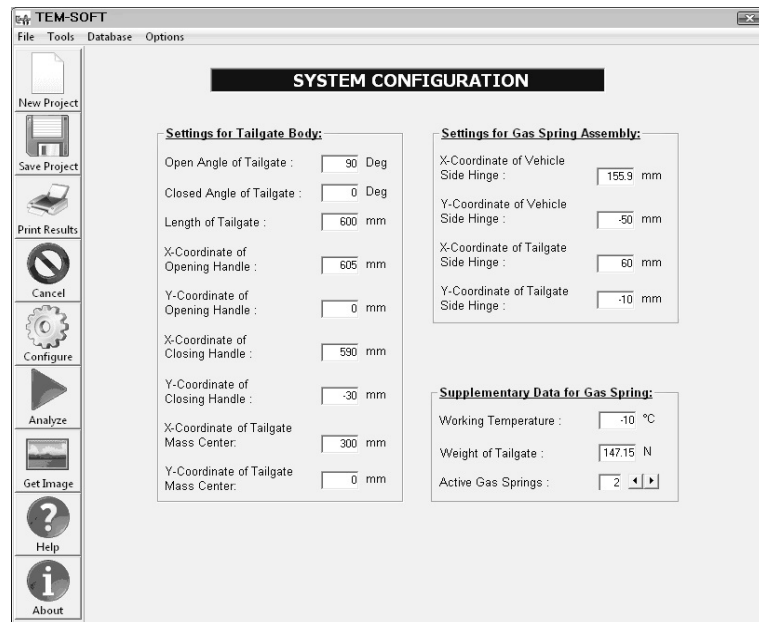 TEM-SOFT
File Tools Database Options
New Project
Save Project
Print Results
Cancel
Configure
Analyze
Get Image
Help
About
SYSTEM CONFIGURATION
Settings for Tailgate Body:
Open Angle of Tailgate : 90 Deg
Closed Angle of Tailgate : 0 Deg
Length of Tailgate : 600 mm
X-Coordinate of
Opening Handle : 605 mm
Y-Coordinate of
Opening Handle : 0 mm
X-Coordinate of
Closing Handle : 590 mm
Y-Coordinate of
Closing Handle : -30 mm
X-Coordinate of Tailgate
Mass Center: 300 mm
Y-Coordinate of Tailgate
Mass Center: 0 mm
Settings for Gas Spring Assembly:
X-Coordinate of Vehicle
Side Hinge : 155.9 mm
Y-Coordinate of Vehicle
Side Hinge : -50 mm
X-Coordinate of Tailgate
Side Hinge : 60 mm
Y-Coordinate of Tailgate
Side Hinge : -10 mm
Supplementary Data for Gas Spring:
Working Temperature : -10 °C
Weight of Tailgate : 147.15 N
Active Gas Springs : 2